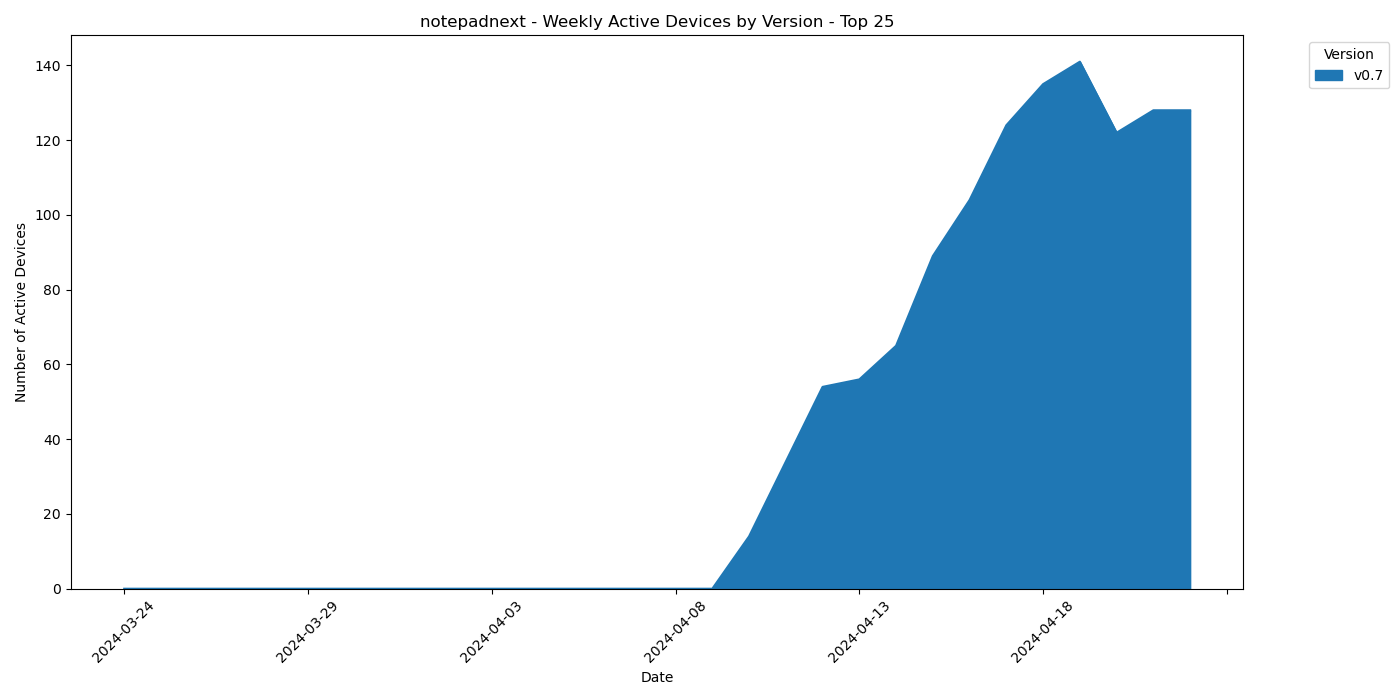 notepadnext - Weekly Active Devices by Version - Top 25
Version
v0.7
Number of Active Devices
140
120
100
80
60
40
20
0
2024-03-24
2024-03-29
2024-04-03
2024-04-08
2024-04-13
2024-04-18
Date